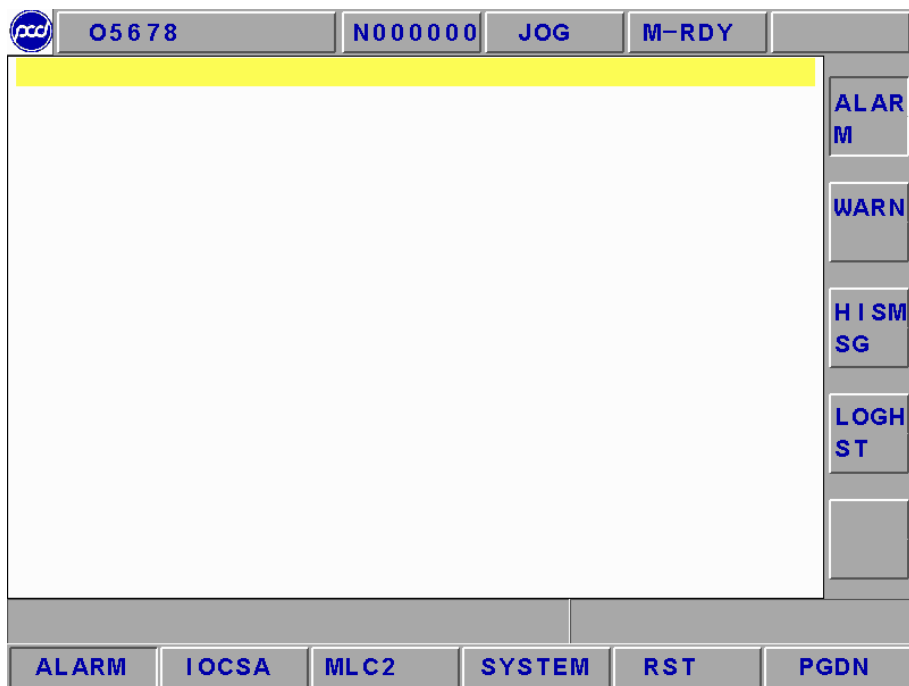 pcd O5678 N000000 JOG M-RDY
ALAR
M
WARN
HISM
SG
LOGH
ST
ALARM IOCSA MLC2 SYSTEM RST PGDN